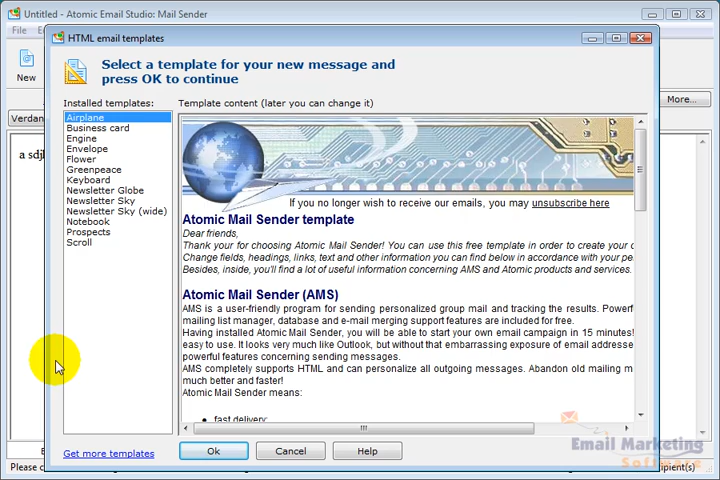 Untitled - Atomic Email Studio: Mail Sender
File
HTML email templates
New
Select a template for your new message and
press OK to continue
More...
Installed templates:
Template content (later you can change it)
Verdan
Airplane
Business card
Engine
Envelope
Flower
Greenpeace
Keyboard
Newsletter Globe
Newsletter Sky
Newsletter Sky (wide)
Notebook
Prospects
Scroll
If you no longer wish to receive our emails, you may unsubscribe here
Atomic Mail Sender template
Dear friends,
Thank your for choosing Atomic Mail Sender! You can use this free template in order to create your
Change fields, headings, links, text and other information you can find below in accordance with your
Besides, inside, you'll find a lot of useful information concerning AMS and Atomic products and services.
Atomic Mail Sender (AMS)
AMS is a user-friendly program for sending personalized group mail and tracking the results.
mailing list manager, database and e-mail merging support features are included for free.
Having installed Atomic Mail Sender, you will be able to start your own email campaign in 15 minutes!
easy to use. It looks very much like Outlook, but without that embarrassing exposure of email
powerful features concerning sending messages.
AMS completely supports HTML and can personalize all outgoing messages. Abandon old mailing
much better and faster!
Atomic Mail Sender means:
fast delivery;
Get more templates
Ok
Cancel
Help
Email Marketing
Software
Please
ipient(s)